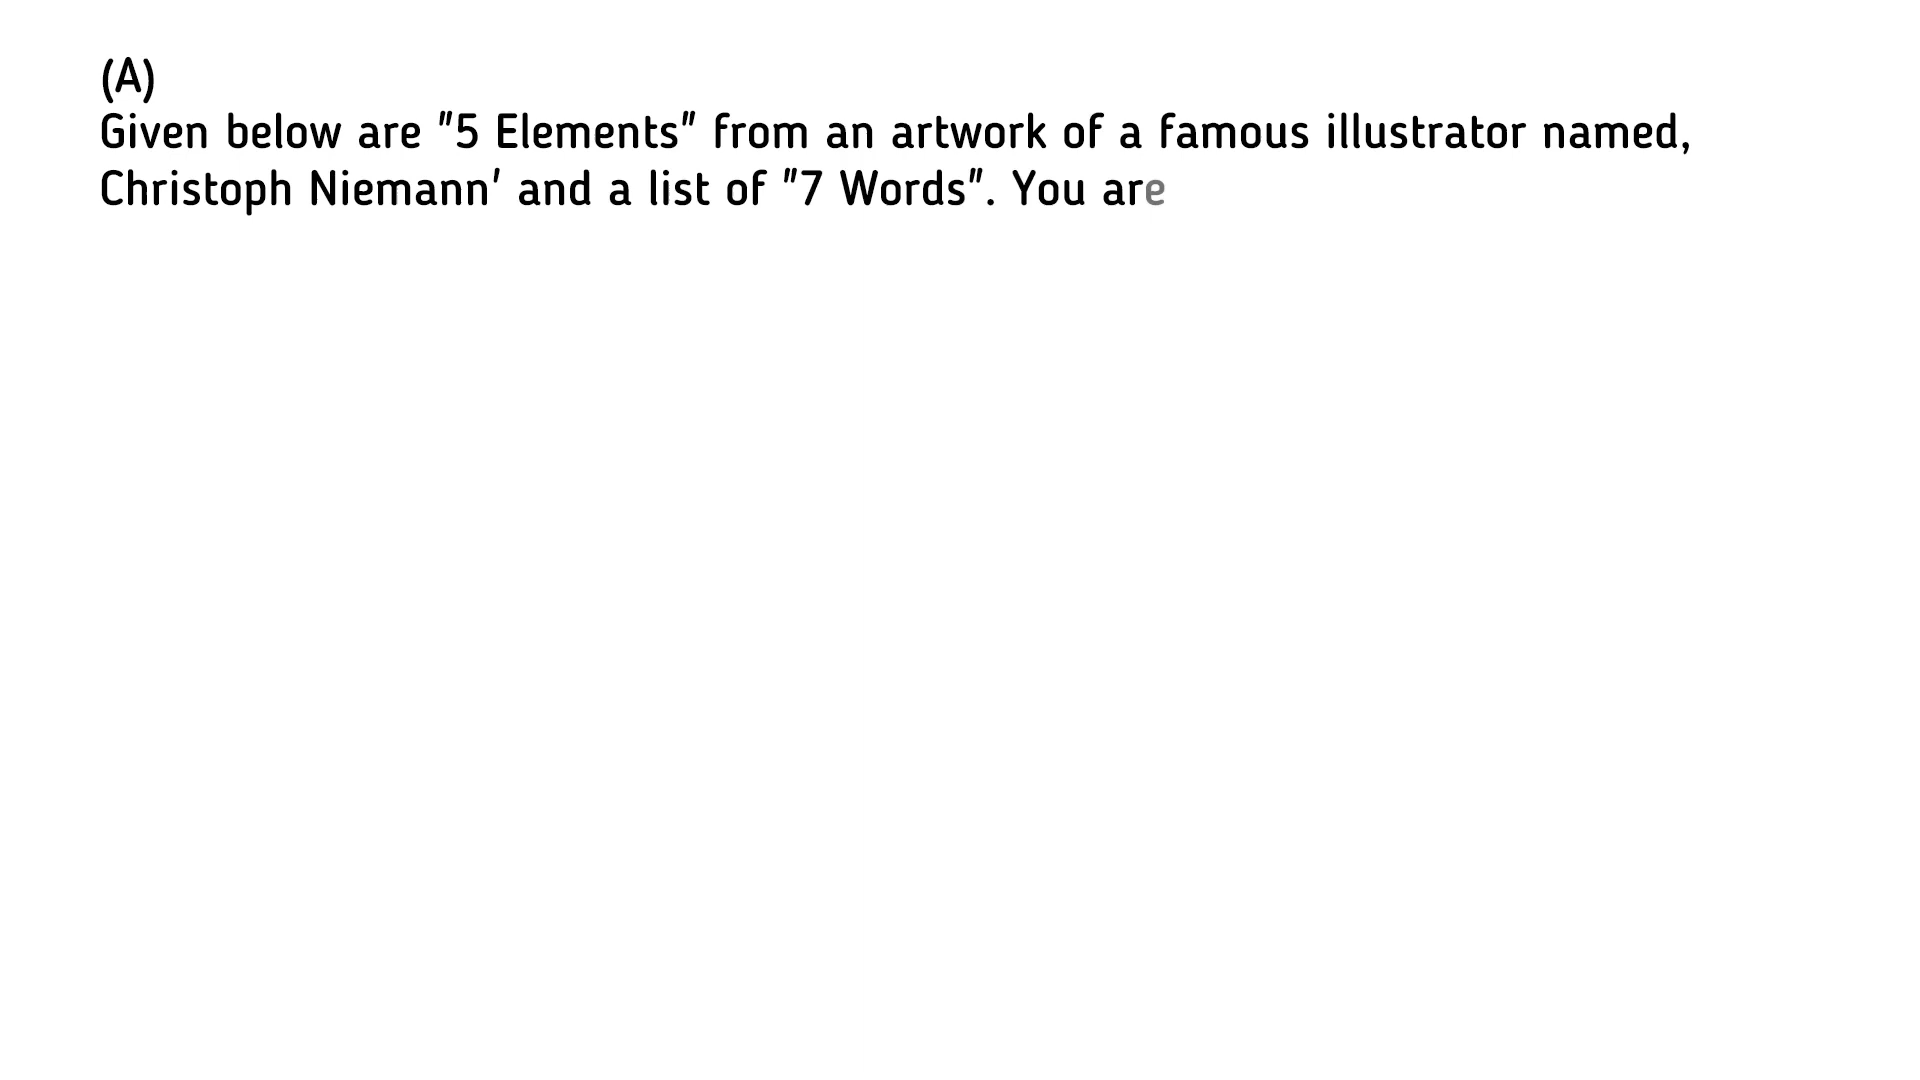 (A)
Given below are "5 Elements" from an artwork of a famous illustrator named,
Christoph Niemann' and a list of "7 Words". You are